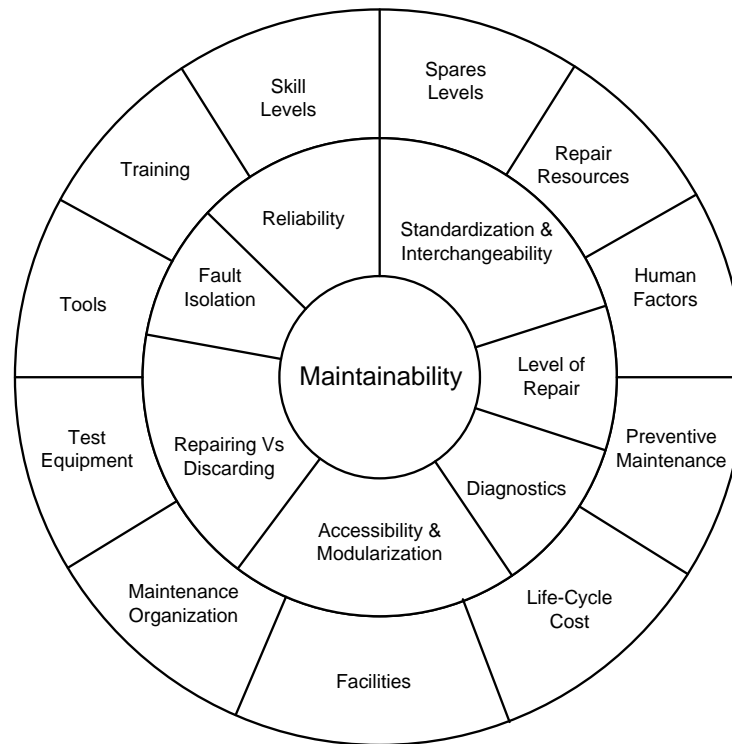 Skill
Levels
Spares
Levels
Training
Repair
Resources
Reliability
Standardization &
Interchangeability
Fault
Isolation
Human
Factors
Tools
Maintainability
Level of
Repair
Test
Equipment
Repairing Vs
Discarding
Preventive
Maintenance
Diagnostics
Accessibility &
Modularization
Maintenance
Organization
Life-Cycle
Cost
Facilities